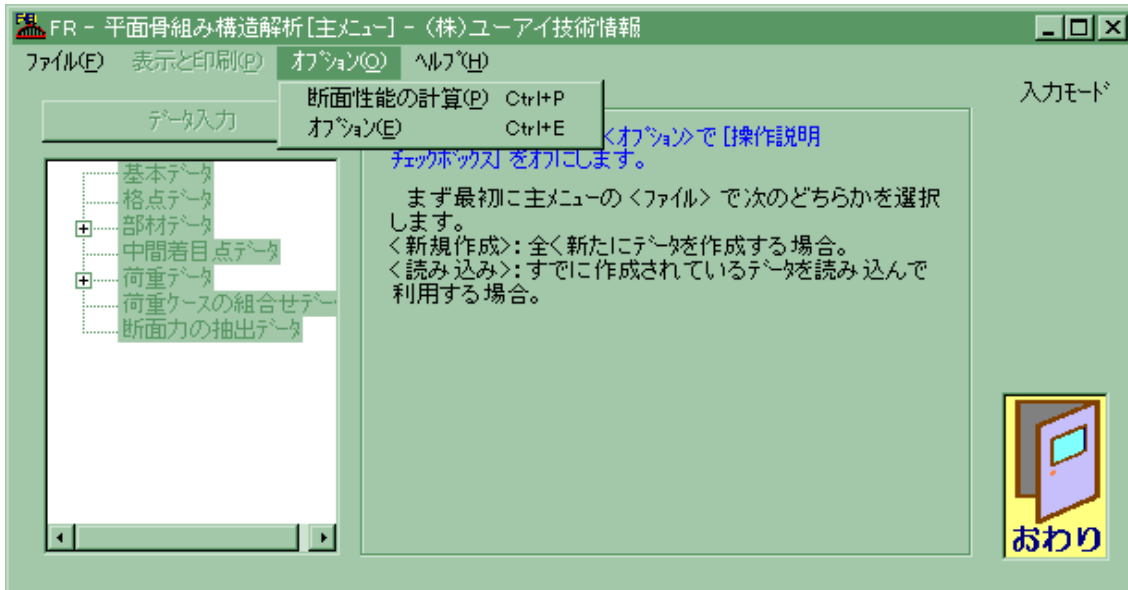 FR - 平面骨組み構造解析[主ﾒﾆｭｰ] - (株)ユーアイ技術情報
ﾌｧｲﾙ(F) 表示と印刷(P) ｵﾌﾟｼｮﾝ(O) ﾍﾙﾌﾟ(H)
断面性能の計算(P) Ctrl+P
ｵﾌﾟｼｮﾝ(E) Ctrl+E
入力ﾓｰﾄﾞ
ﾃﾞｰﾀ入力
<ｵﾌﾟｼｮﾝ>で[操作説明
ﾁｪｯｸﾎﾞｯｸｽ]をｵﾌにします。
まず最初に主ﾒﾆｭｰの<ﾌｧｲﾙ>で次のどちらかを選択
します。
<新規作成>:全く新たにﾃﾞｰﾀを作成する場合。
<読み込み>:すでに作成されているﾃﾞｰﾀを読み込んで
利用する場合。
基本ﾃﾞｰﾀ
格点ﾃﾞｰﾀ
部材ﾃﾞｰﾀ
中間着目点ﾃﾞｰﾀ
荷重ﾃﾞｰﾀ
荷重ｹｰｽの組合せﾃﾞｰ
断面力の抽出ﾃﾞｰﾀ
おわり